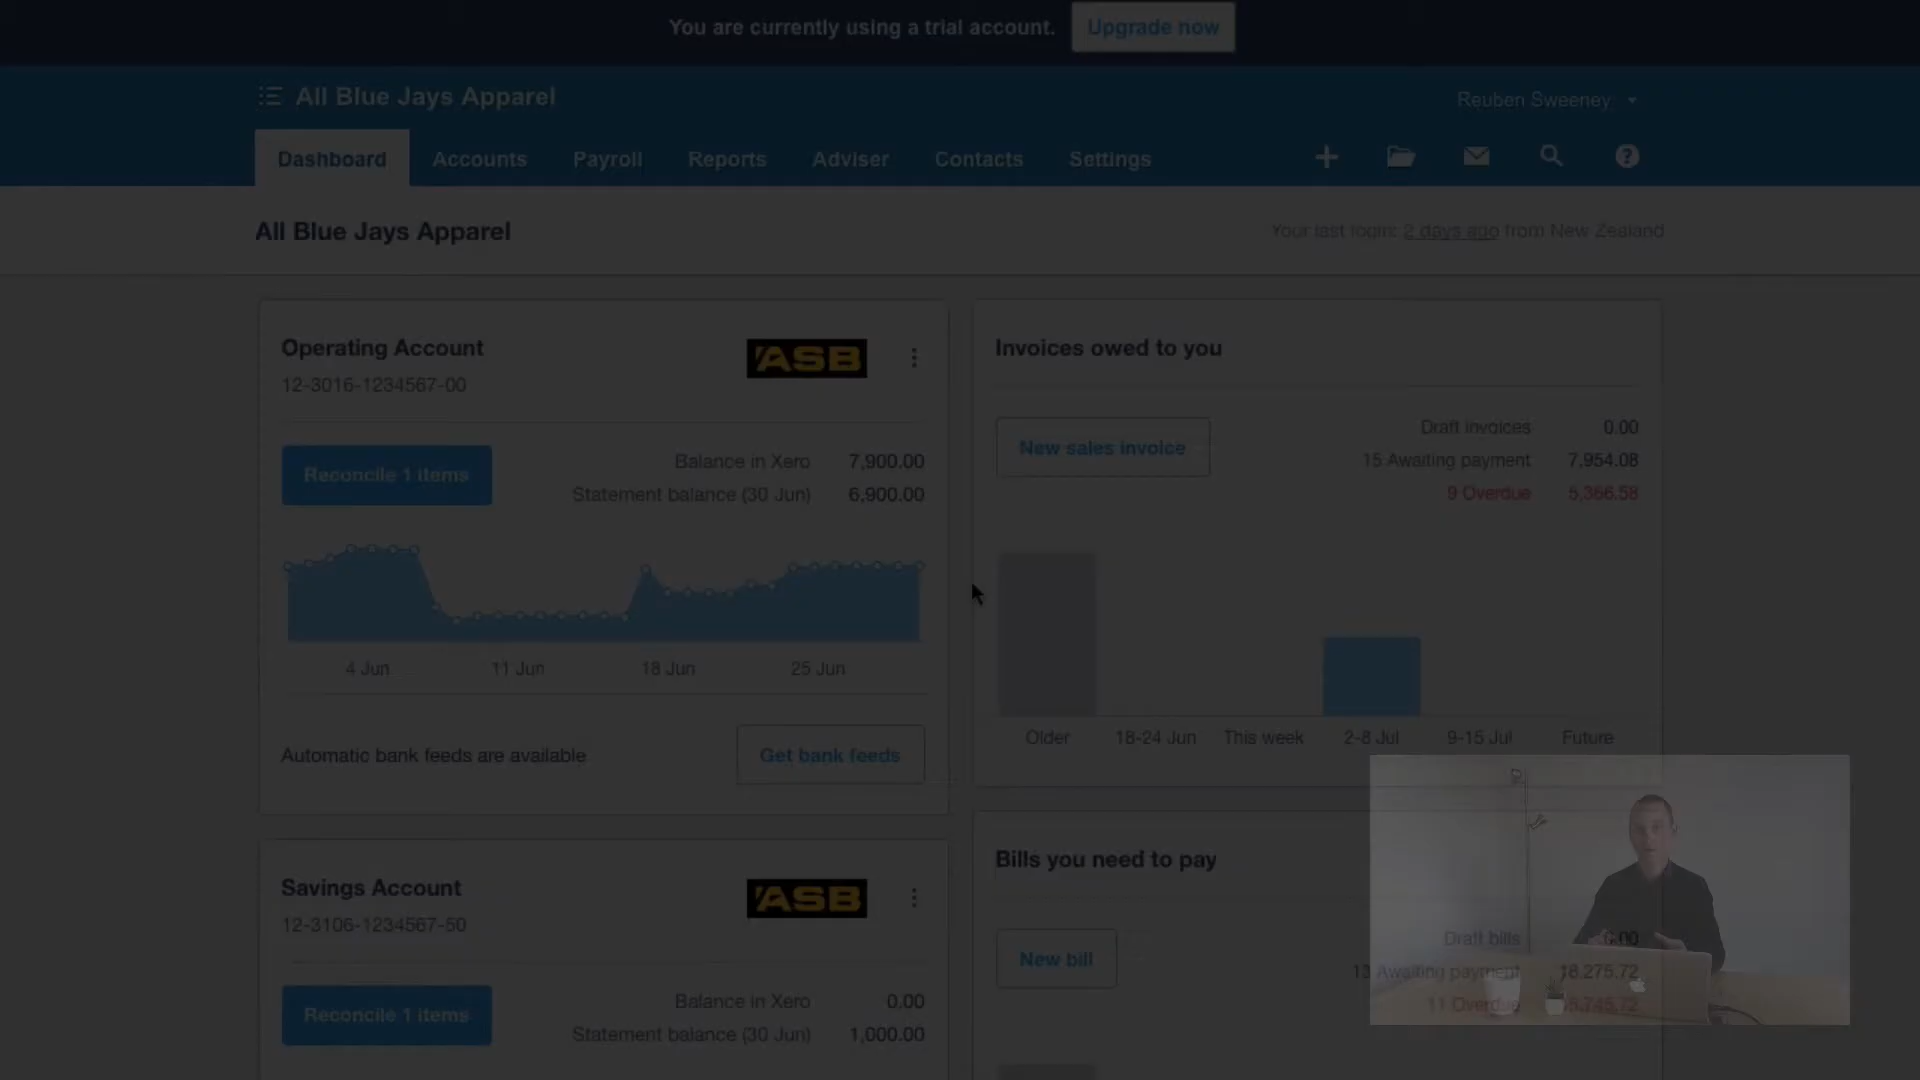 You are currently using a trial account. Upgrade now
All Blue Jays Apparel
Reuben Sweeney
Dashboard Accounts Payroll Reports Adviser Contacts Settings
All Blue Jays Apparel
Your last login: 2 days ago from New Zealand
Operating Account
ASB
12-3016-1234567-00
Reconcile 1 items
Balance in Xero 7,900.00
Statement balance (30 Jun) 6,900.00
4 Jun 11 Jun 18 Jun 25 Jun
Automatic bank feeds are available
Get bank feeds
Invoices owed to you
New sales invoice
Draft invoices 0.00
15 Awaiting payment 7,954.08
9 Overdue 5,366.58
Older 18-24 Jun This week 2-8 Jul 9-15 Jul Future
Savings Account
ASB
12-3106-1234567-50
Reconcile 1 items
Balance in Xero 0.00
Statement balance (30 Jun) 1,000.00
Bills you need to pay
New bill
Draft bills 0.00
13 Awaiting payment 18,275.72
11 Overdue